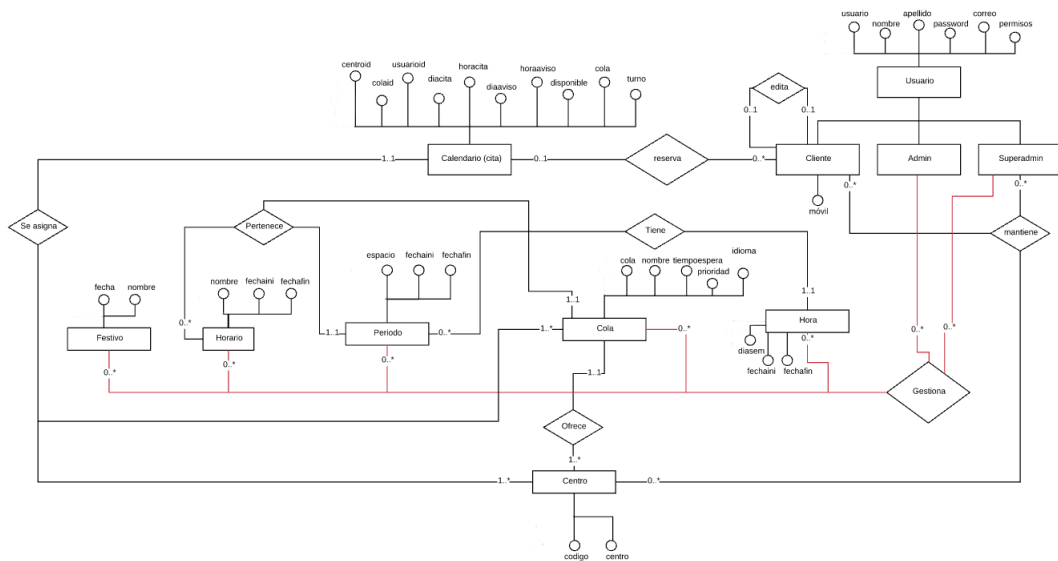 usuario
nombre
apellido
password
correo
permisos
Usuario
centroid
colaid
usuarioid
diacita
horacita
diaaviso
horaaviso
disponible
cola
turno
edita
0..1
0..1
1..1
Calendario (cita)
0..1
reserva
0..*
Cliente
Admin
Superadmin
0..*
0..*
móvil
Se asigna
Pertenece
Tiene
mantiene
espacio
fechaini
fechafin
cola
nombre
tiempoespera
prioridad
idioma
fecha
nombre
nombre
fechaini
fechafin
0..*
1..1
1..1
0..*
0..*
Festivo
Horario
1..1
Periodo
0..*
1..*
Cola
0..*
Hora
0..*
diasem
fechaini
fechafin
0..*
0..*
0..*
1..1
Gestiona
Ofrece
1..*
1..*
Centro
0..*
codigo
centro